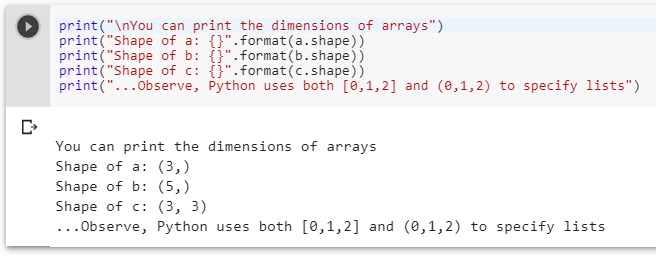 print("\nYou can print the dimensions of arrays")
print("Shape of a: {}".format(a.shape))
print("Shape of b: {}".format(b.shape))
print("Shape of c: {}".format(c.shape))
print("...Observe, Python uses both [0,1,2] and (0,1,2) to specify lists")
You can print the dimensions of arrays
Shape of a: (3,)
Shape of b: (5,)
Shape of c: (3, 3)
...Observe, Python uses both [0,1,2] and (0,1,2) to specify lists